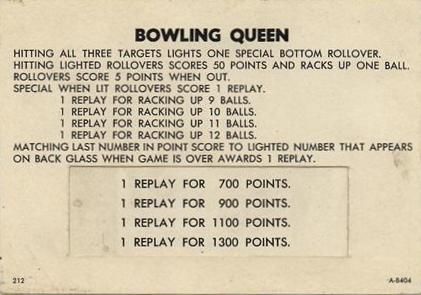 BOWLING QUEEN
HITTING ALL THREE TARGETS LIGHTS ONE SPECIAL BOTTOM ROLLOVER.
HITTING LIGHTED ROLLOVERS SCORES 50 POINTS AND RACKS UP ONE BALL.
ROLLOVERS SCORE 5 POINTS WHEN OUT.
SPECIAL WHEN LIT ROLLOVERS SCORE 1 REPLAY.
1 REPLAY FOR RACKING UP 9 BALLS.
1 REPLAY FOR RACKING UP 10 BALLS.
1 REPLAY FOR RACKING UP 11 BALLS.
1 REPLAY FOR RACKING UP 12 BALLS.
MATCHING LAST NUMBER IN POINT SCORE TO LIGHTED NUMBER THAT APPEARS
ON BACK GLASS WHEN GAME IS OVER AWARDS 1 REPLAY.
1 REPLAY FOR 700 POINTS.
1 REPLAY FOR 900 POINTS.
1 REPLAY FOR 1100 POINTS.
1 REPLAY FOR 1300 POINTS.
212 A-8404